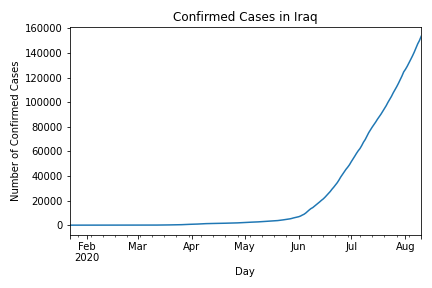 Confirmed Cases in Iraq
Number of Confirmed Cases
160000
140000
120000
100000
80000
60000
40000
20000
0
Feb Mar Apr May Jun Jul Aug
2020
Day